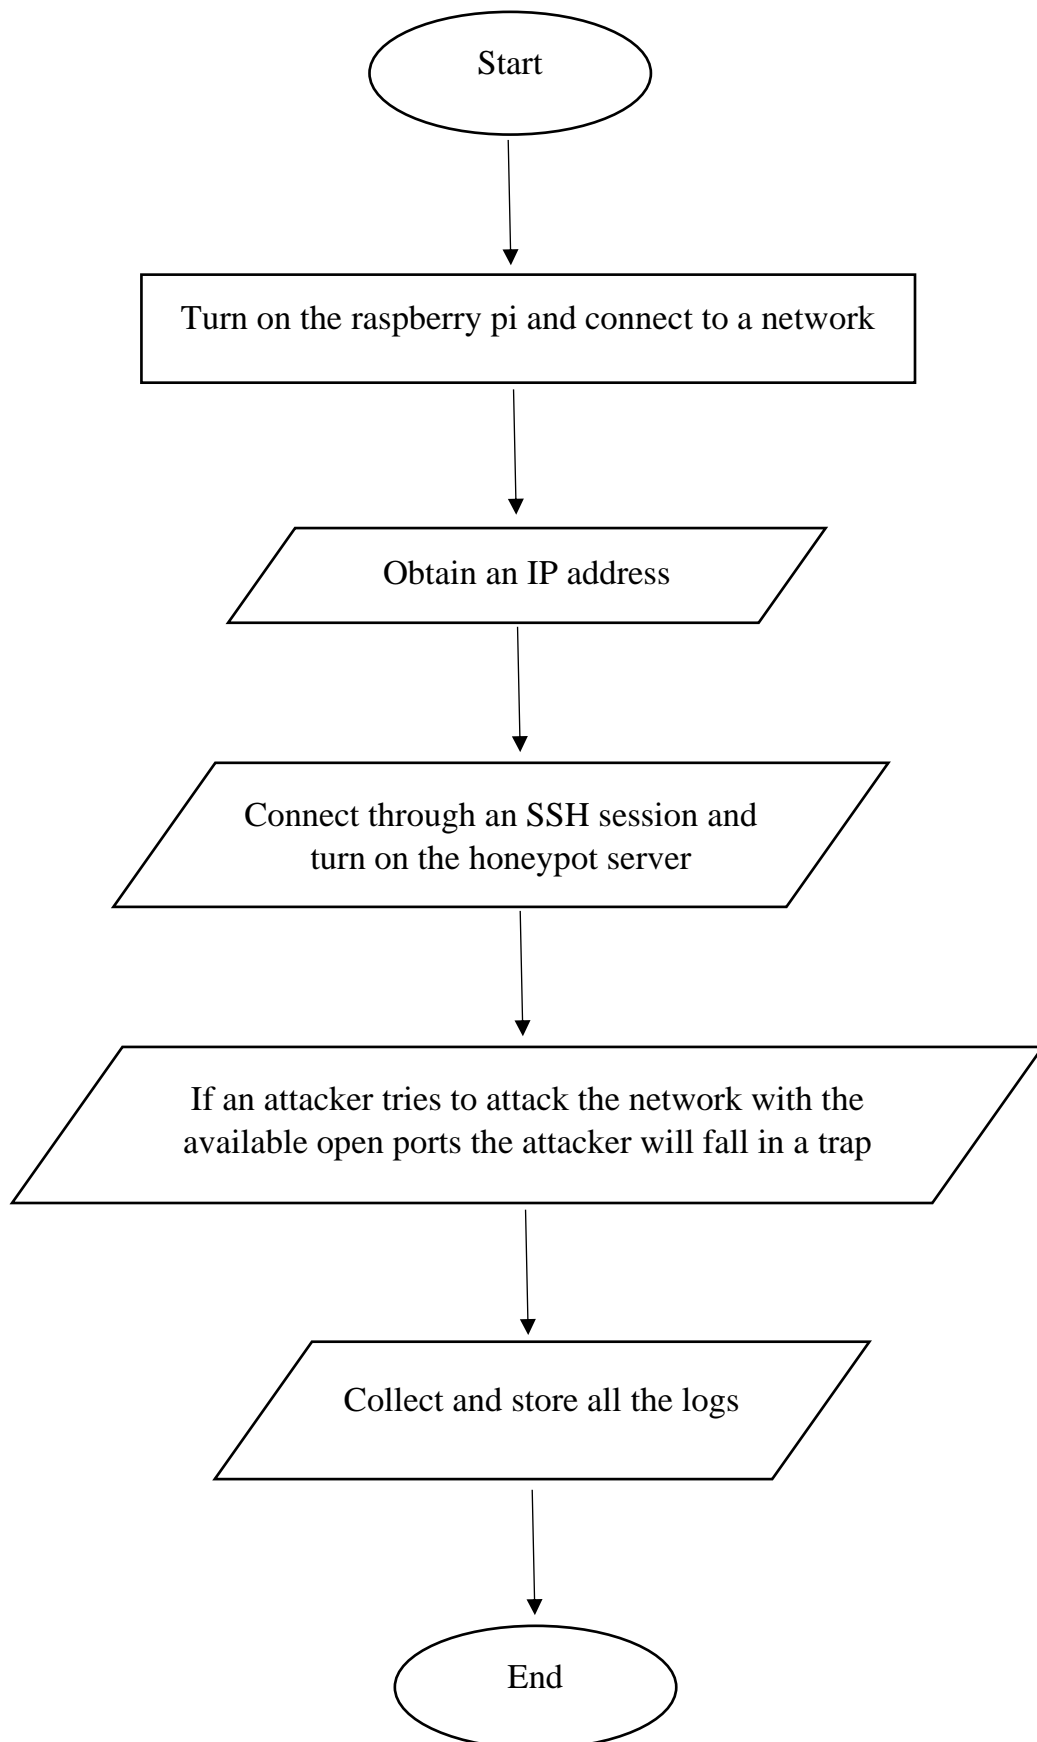 Start
Turn on the raspberry pi and connect to a network
Obtain an IP address
Connect through an SSH session and
turn on the honeypot server
If an attacker tries to attack the network with the
available open ports the attacker will fall in a trap
Collect and store all the logs
End